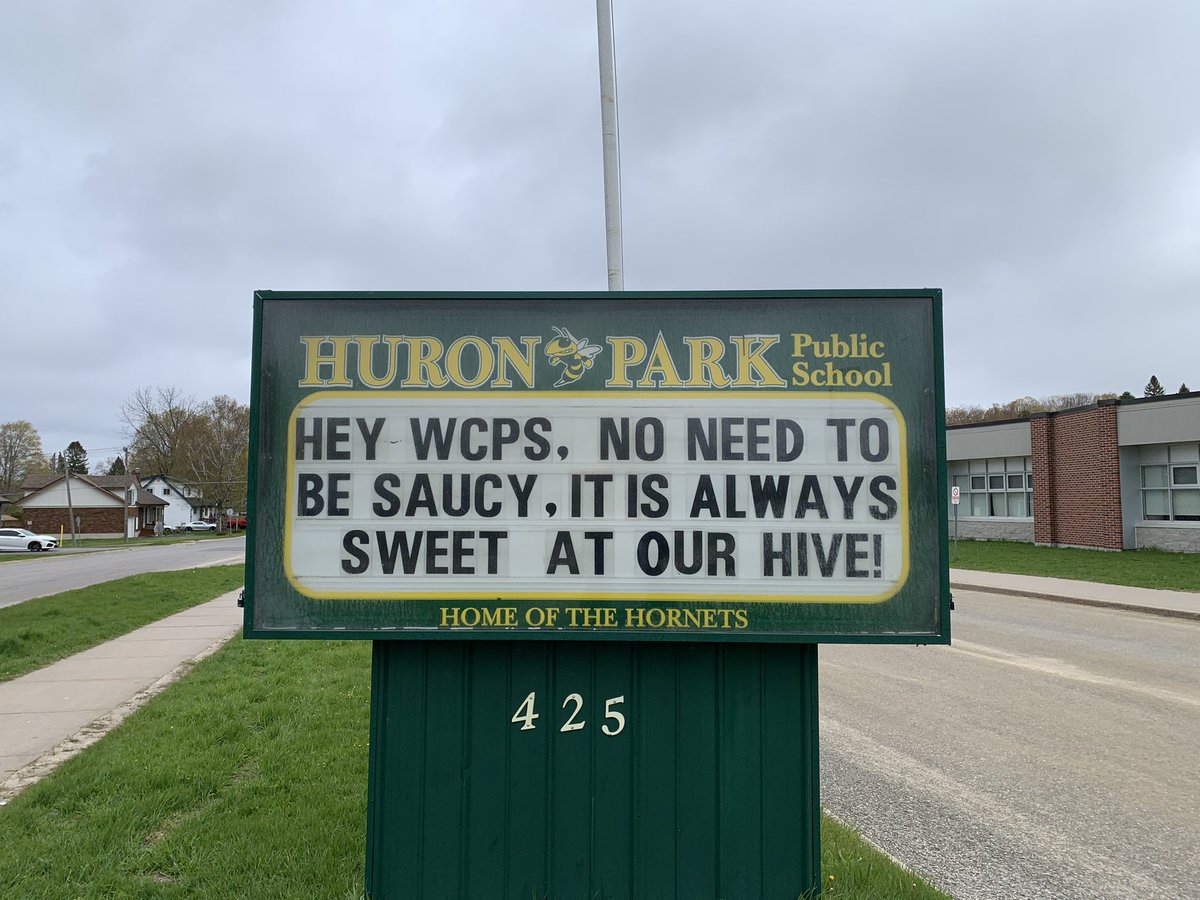 HURON PARK Public School
HEY WCPS, NO NEED TO
BE SAUCY, IT IS ALWAYS
SWEET AT OUR HIVE!
HOME OF THE HORNETS
425